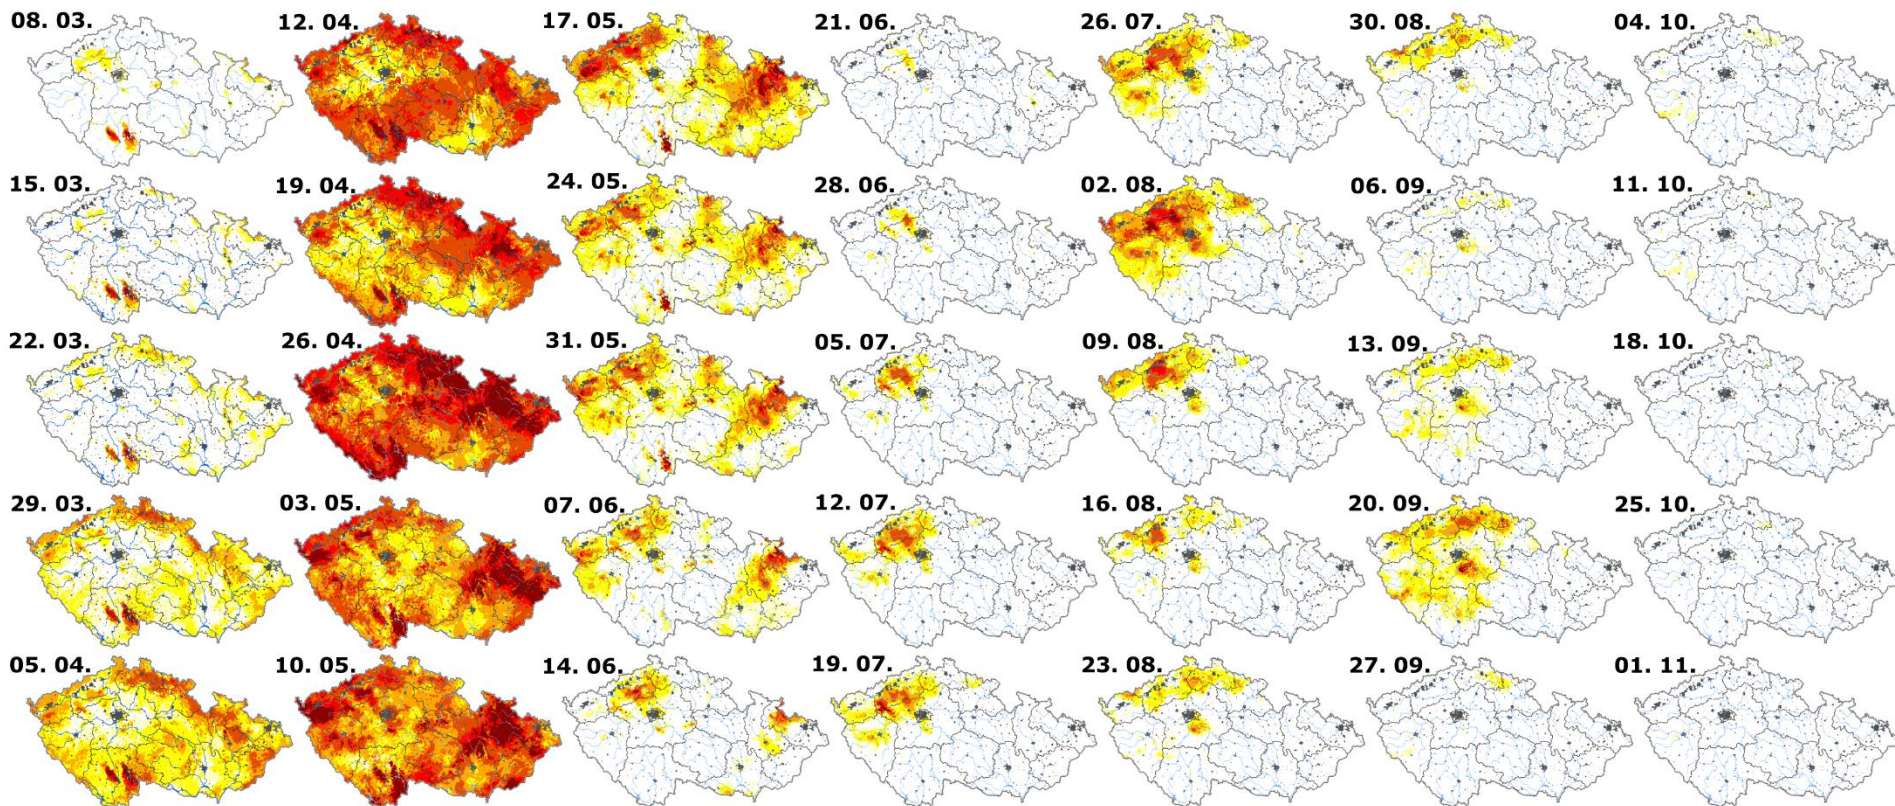 08. 03. 12. 04. 17. 05. 21. 06. 26. 07. 30. 08. 04. 10.
15. 03. 19. 04. 24. 05. 28. 06. 02. 08. 06. 09. 11. 10.
22. 03. 26. 04. 31. 05. 05. 07. 09. 08. 13. 09. 18. 10.
29. 03. 03. 05. 07. 06. 12. 07. 16. 08. 20. 09. 25. 10.
05. 04. 10. 05. 14. 06. 19. 07. 23. 08. 27. 09. 01. 11.